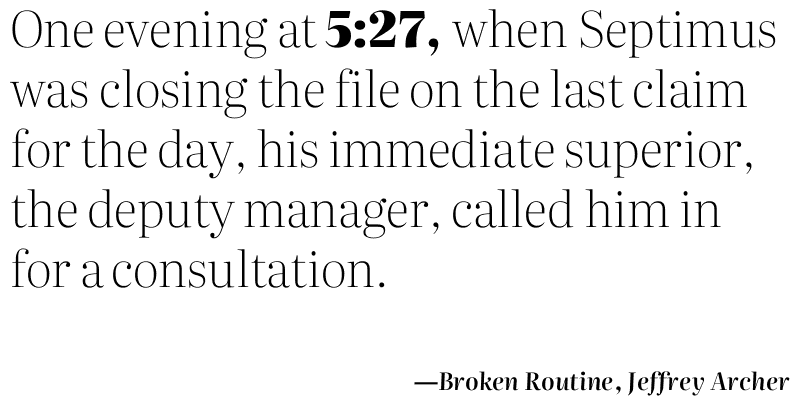 One evening at 5:27, when Septimus
was closing the file on the last claim
for the day, his immediate superior,
the deputy manager, called him in
for a consultation.
—Broken Routine, Jeffrey Archer